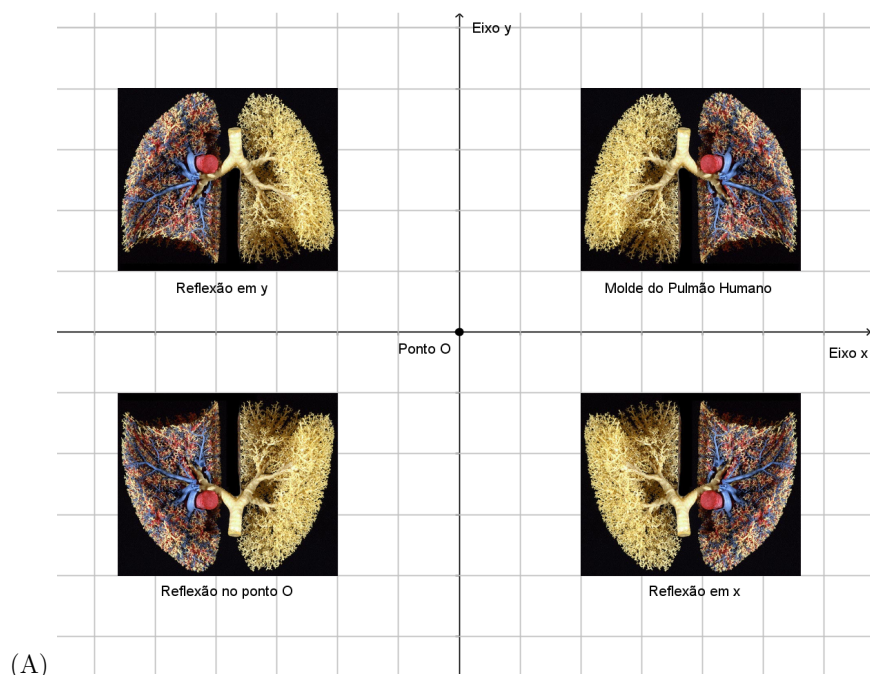 Eixo y
Reflexão em y
Molde do Pulmão Humano
Ponto O
Eixo x
Reflexão no ponto O
Reflexão em x
(A)